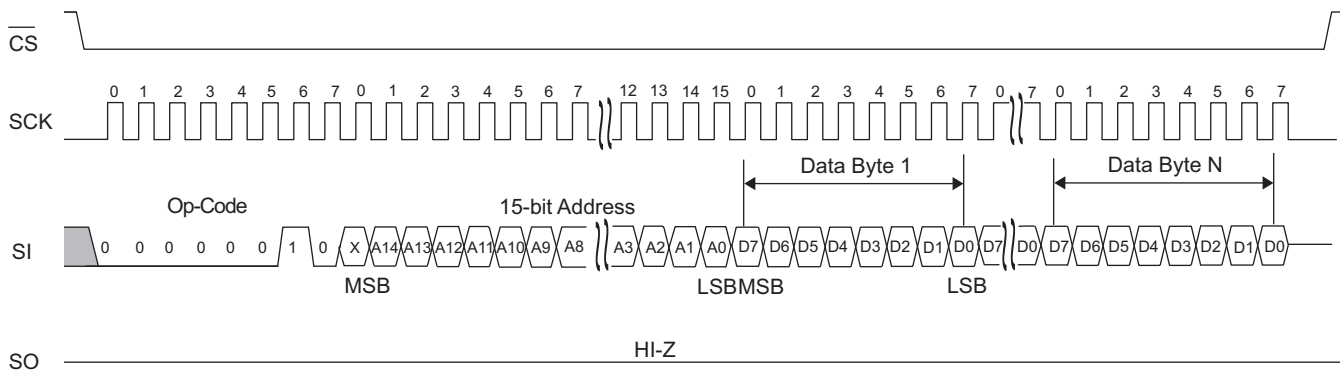 CS
0 1 2 3 4 5 6 7 0 1 2 3 4 5 6 7 12 13 14 15 0 1 2 3 4 5 6 7 0 7 0 1 2 3 4 5 6 7
SCK
Data Byte 1 Data Byte N
Op-Code 15-bit Address
SI 0 0 0 0 0 0 1 0 X A14 A13 A12 A11 A10 A9 A8 A3 A2 A1 A0 D7 D6 D5 D4 D3 D2 D1 D0 D7 D0 D7 D6 D5 D4 D3 D2 D1 D0
MSB LSB MSB LSB
HI-Z
SO